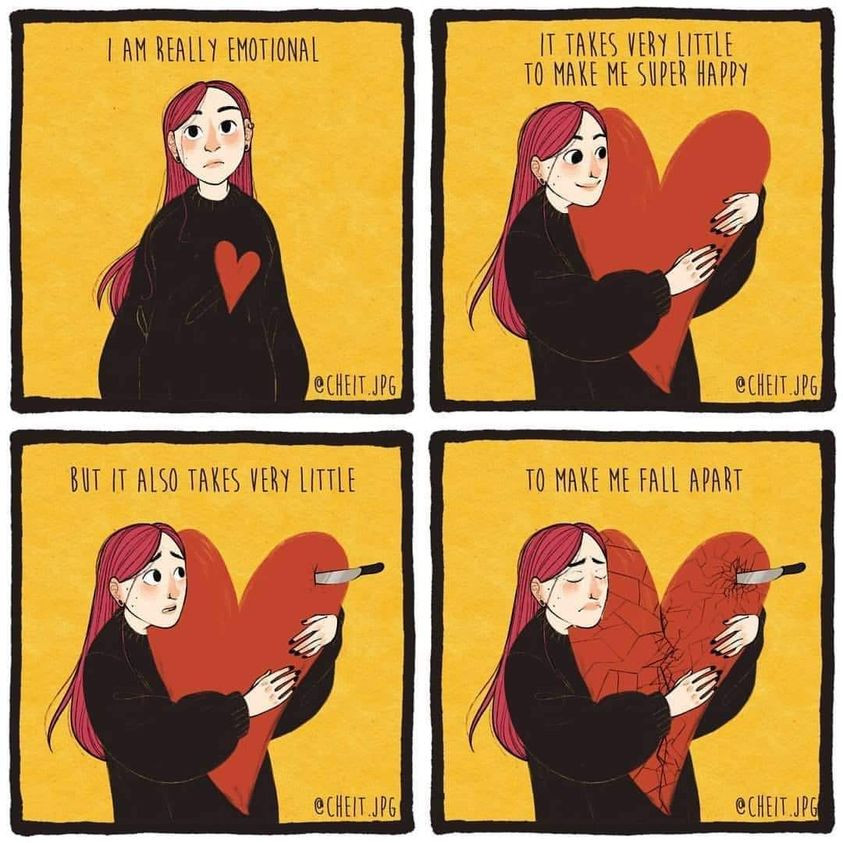 I AM REALLY EMOTIONAL
@CHEIT.JPG
IT TAKES VERY LITTLE
TO MAKE ME SUPER HAPPY
@CHEIT.JPG
BUT IT ALSO TAKES VERY LITTLE
@CHEIT.JPG
TO MAKE ME FALL APART
@CHEIT.JPG